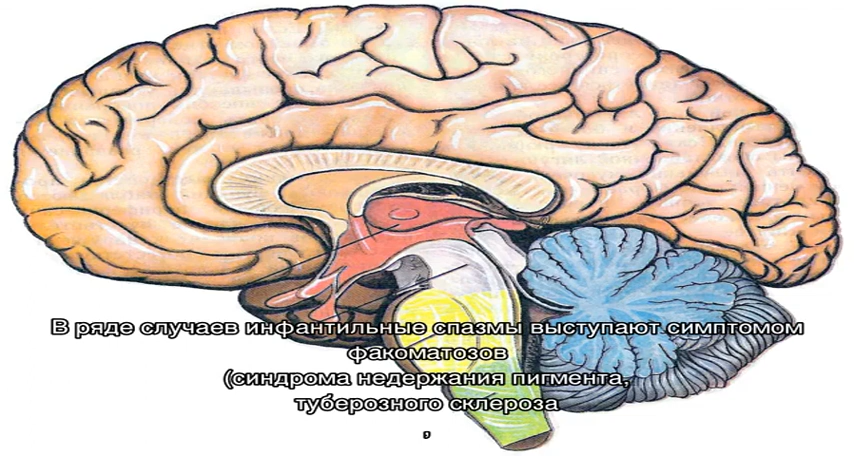 В ряде случаев инфантильные спазмы выступают симптомом
факоматозов
(синдрома недержания пигмента,
туберозного склероза
,